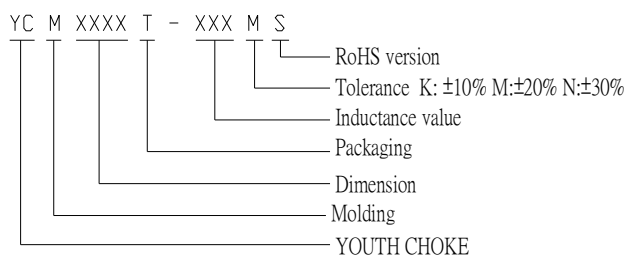 YC M XXXX T - XXX M S
RoHS version
Tolerance K: ±10% M:±20% N:±30%
Inductance value
Packaging
Dimension
Molding
YOUTH CHOKE